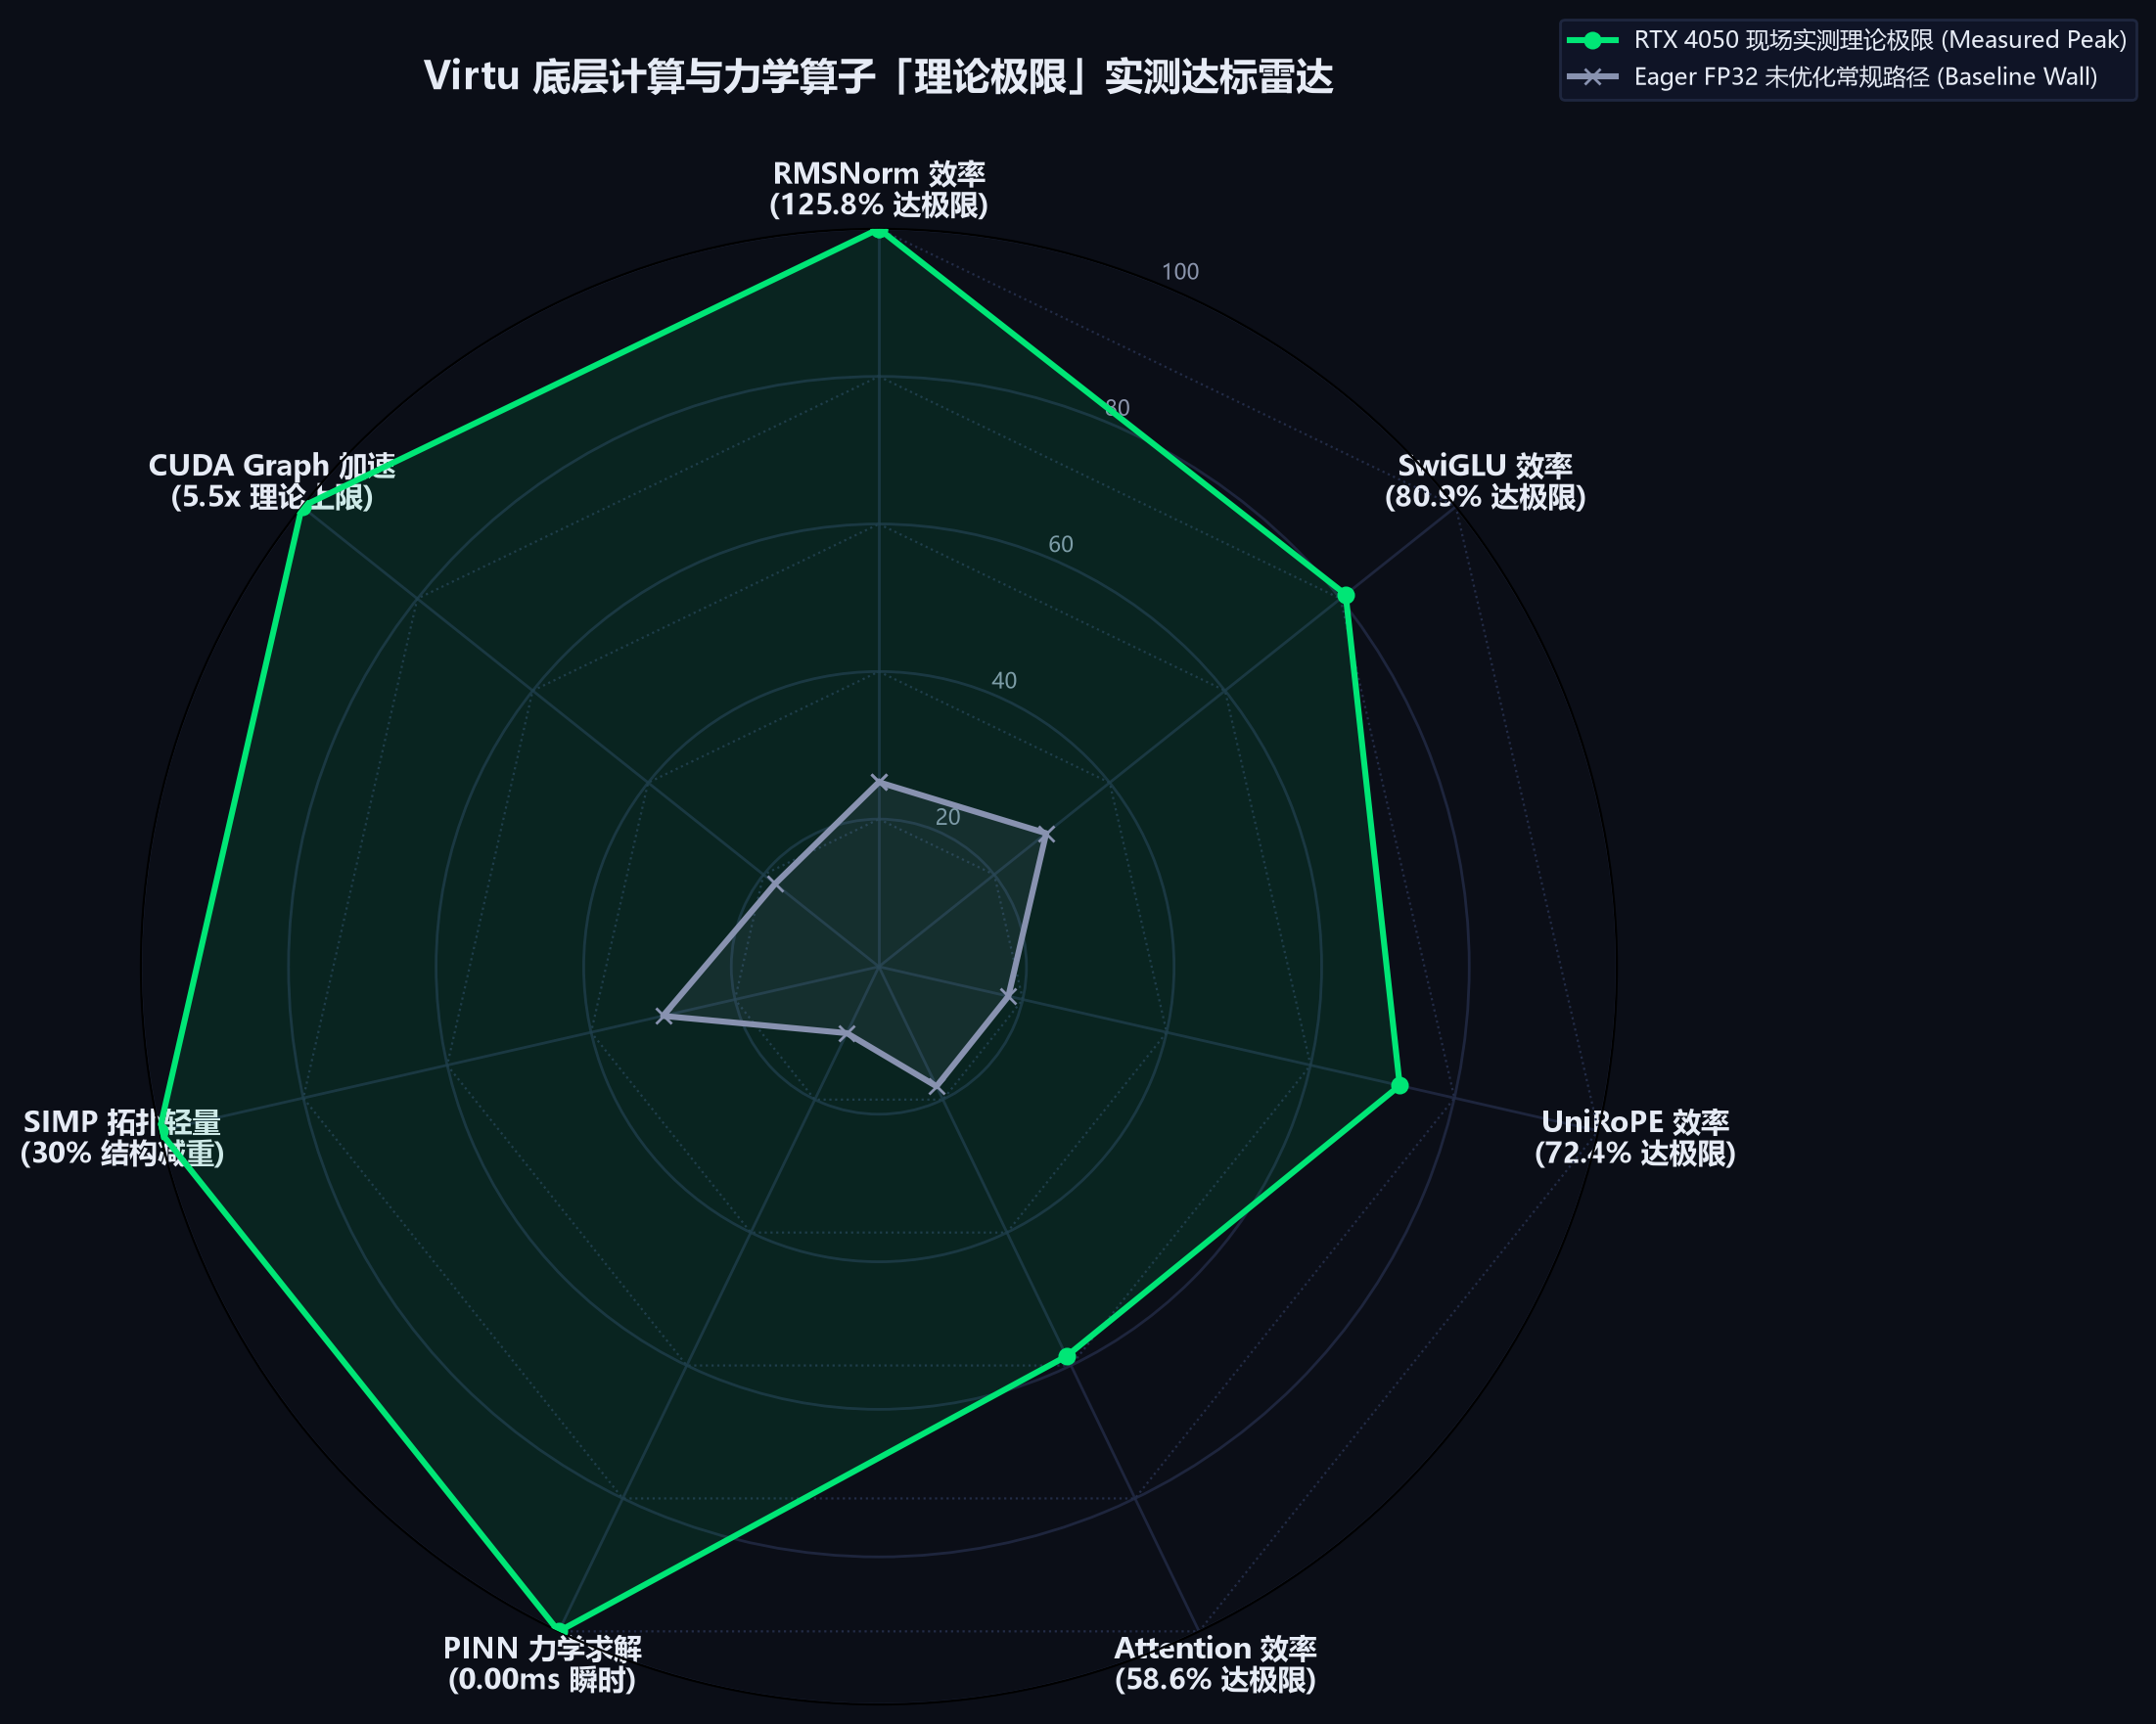 RTX 4050 现场实测理论极限 (Measured Peak)
Eager FP32 未优化常规路径 (Baseline Wall)
Virtu 底层计算与力学算子「理论极限」实测达标雷达
RMSNorm 效率
(125.8% 达极限)
100
80
60
40
20
CUDA Graph 加速
(5.5x 理论上限)
SwiGLU 效率
(80.9% 达极限)
SIMP 拓扑轻量
(30% 结构减重)
UniRoPE 效率
(72.4% 达极限)
PINN 力学求解
(0.00ms 瞬时)
Attention 效率
(58.6% 达极限)